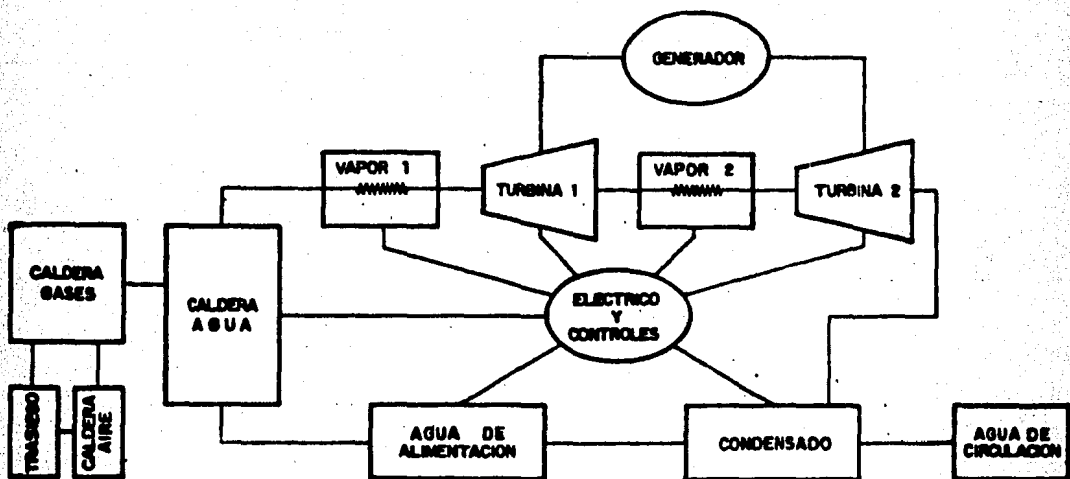 GENERADOR
VAPOR 1
VAPOR 2
TURBINA 1
TURBINA 2
CALDERA
GASES
CALDERA
AGUA
ELECTRICO
Y
CONTROLES
TRASIEGO
CALDERA
AIRE
AGUA DE
ALIMENTACION
CONDENSADO
AGUA DE
CIRCULACION